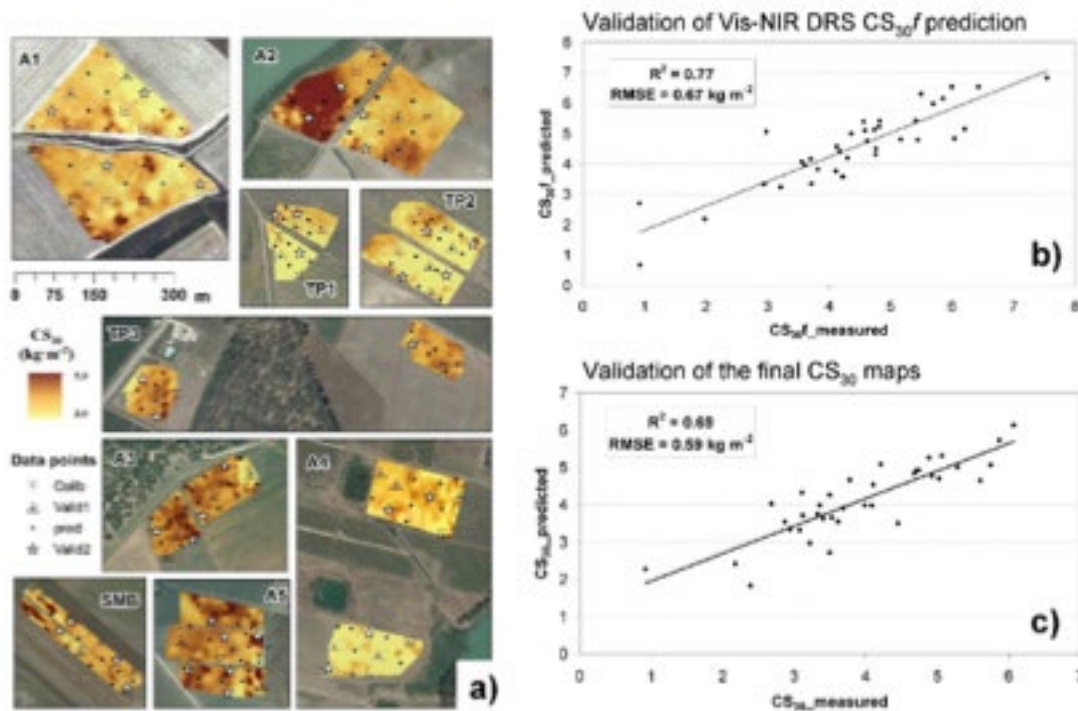 A1
A2
TP1
TP2
0 75 150 300 m
CS₃₀
(kg·m⁻²)
TP3
Data points
Calib
Valid1
pred
Valid2
A3
A4
SMB
A5
a)
Validation of Vis-NIR DRS CS₃₀f prediction
R² = 0.77
RMSE = 0.67 kg m⁻²
CS₃₀f_predicted
8
7
6
5
4
3
2
1
0
0 1 2 3 4 5 6 7 8
CS₃₀f_measured
b)
Validation of the final CS₃₀ maps
R² = 0.69
RMSE = 0.59 kg m⁻²
CS₃₀_predicted
7
6
5
4
3
2
1
0
0 1 2 3 4 5 6 7
CS₃₀_measured
c)